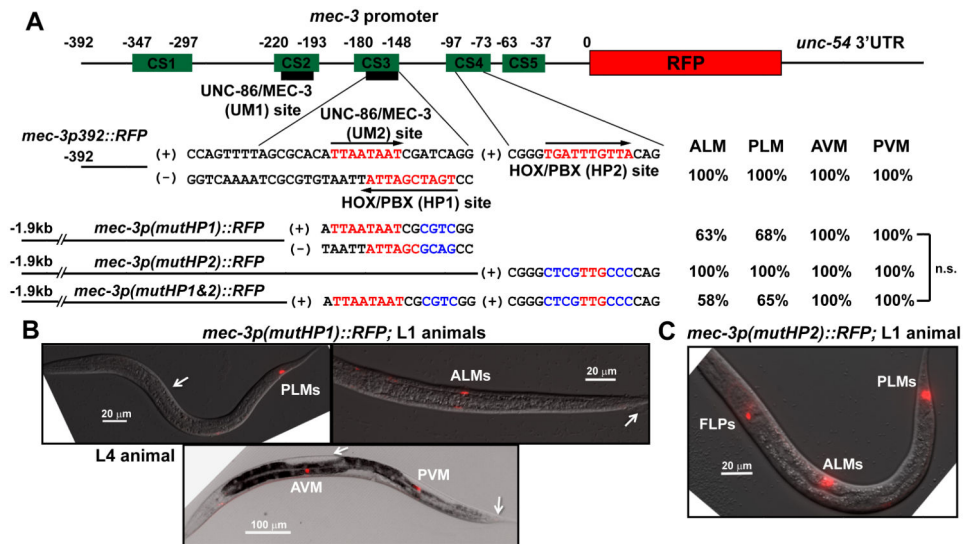 A
mec-3 promoter
-392 -347 -297 -220 -193 -180 -148 -97 -73 -63 -37 0 unc-54 3’UTR
CS1 CS2 CS3 CS4 CS5 RFP
UNC-86/MEC-3
(UM1) site
UNC-86/MEC-3
(UM2) site
mec-3p392::RFP
-392
(+) CCAGTTTTAGCGCACATTAATAATCGATCAGG (+) CGGGTGATTTGTTACAG
(−) GGTCAAAATCGCGTGTAATTATTAGCTAGTCC
HOX/PBX (HP1) site
HOX/PBX (HP2) site
ALM PLM AVM PVM
100% 100% 100% 100%
-1.9kb mec-3p(mutHP1)::RFP (+) ATTAATAATCGCGTCGG 63% 68% 100% 100%
(−) TAATTATTAGCGCAGCC
-1.9kb mec-3p(mutHP2)::RFP (+) CGGGCTCGTTGCCCCAG 100% 100% 100% 100%
n.s.
-1.9kb mec-3p(mutHP1&2)::RFP (+) ATTAATAATCGCGTCGG (+) CGGGCTCGTTGCCCCAG 58% 65% 100% 100%
B
mec-3p(mutHP1)::RFP; L1 animals
PLMs
20 µm
ALMs
20 µm
L4 animal
AVM
PVM
100 µm
C
mec-3p(mutHP2)::RFP; L1 animal
PLMs
FLPs
ALMs
20 µm